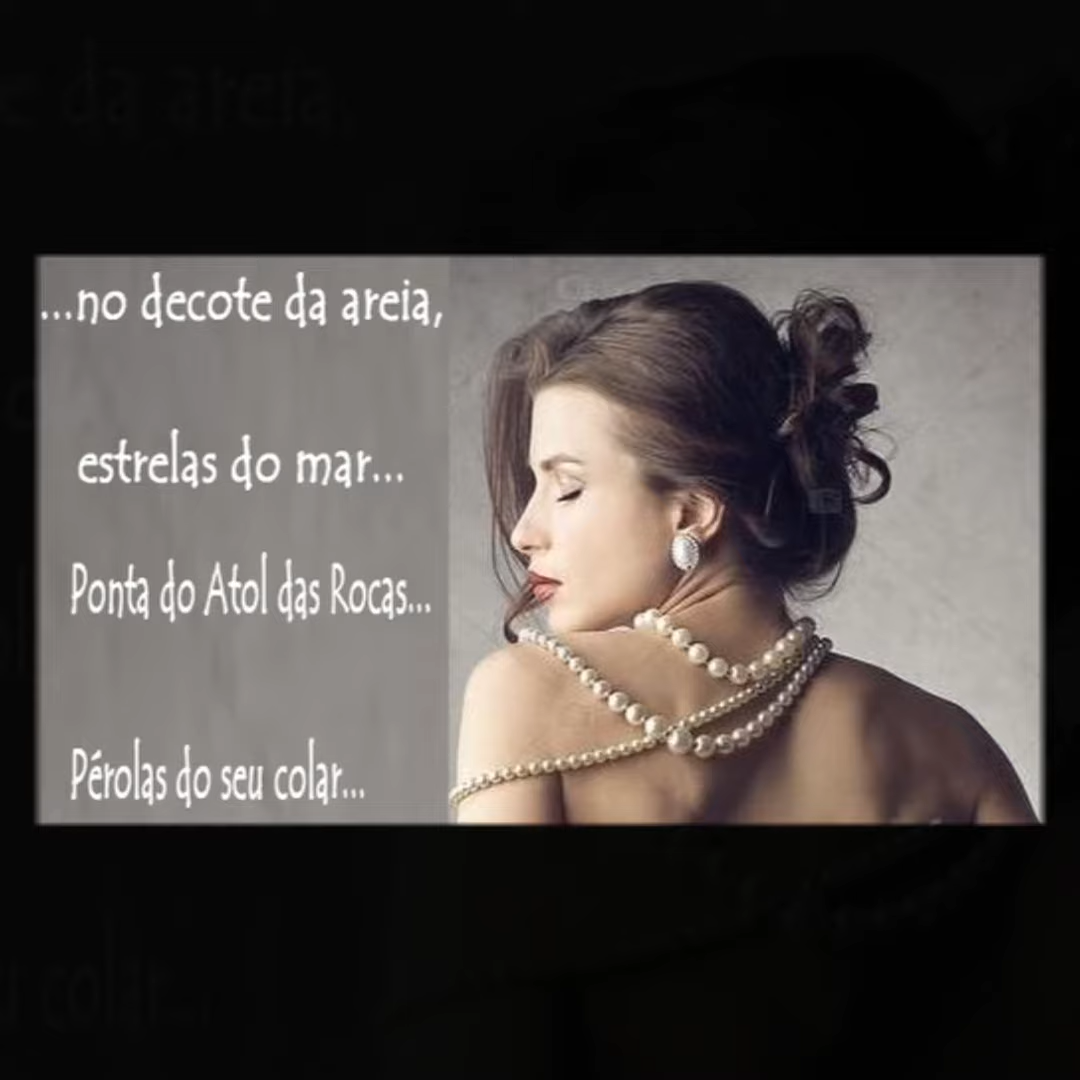 ...no decote da areia,
estrelas do mar...
Ponta do Atol das Rocas...
Pérolas do seu colar...